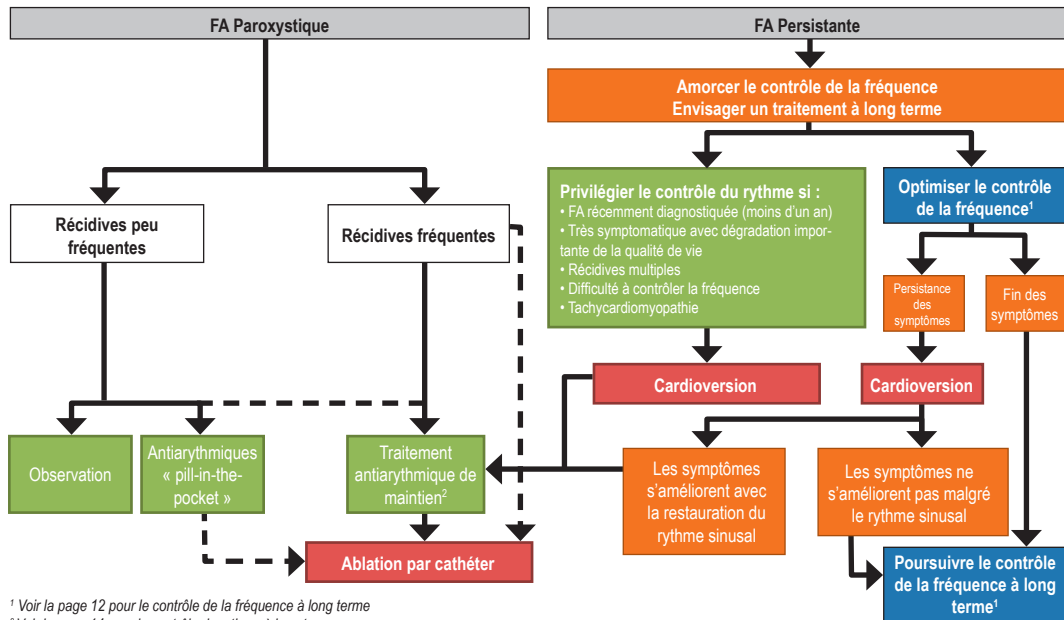 FA Paroxystique
FA Persistante
Amorcer le contrôle de la fréquence
Envisager un traitement à long terme
Privilégier le contrôle du rythme si :
• FA récemment diagnostiquée (moins d'un an)
• Très symptomatique avec dégradation impor-
tante de la qualité de vie
• Récidives multiples
• Difficulté à contrôler la fréquence
• Tachycardiomyopathie
Optimiser le contrôle
de la fréquence¹
Récidives peu
fréquentes
Récidives fréquentes
Persistance
des
symptômes
Fin des
symptômes
Cardioversion
Cardioversion
Observation
Antiarythmiques
« pill-in-the-
pocket »
Traitement
antiarythmique de
maintien²
Les symptômes
s'améliorent avec
la restauration du
rythme sinusal
Les symptômes ne
s'améliorent pas malgré
le rythme sinusal
Ablation par cathéter
Poursuivre le contrôle
de la fréquence à long
terme¹
¹ Voir la page 12 pour le contrôle de la fréquence à long terme